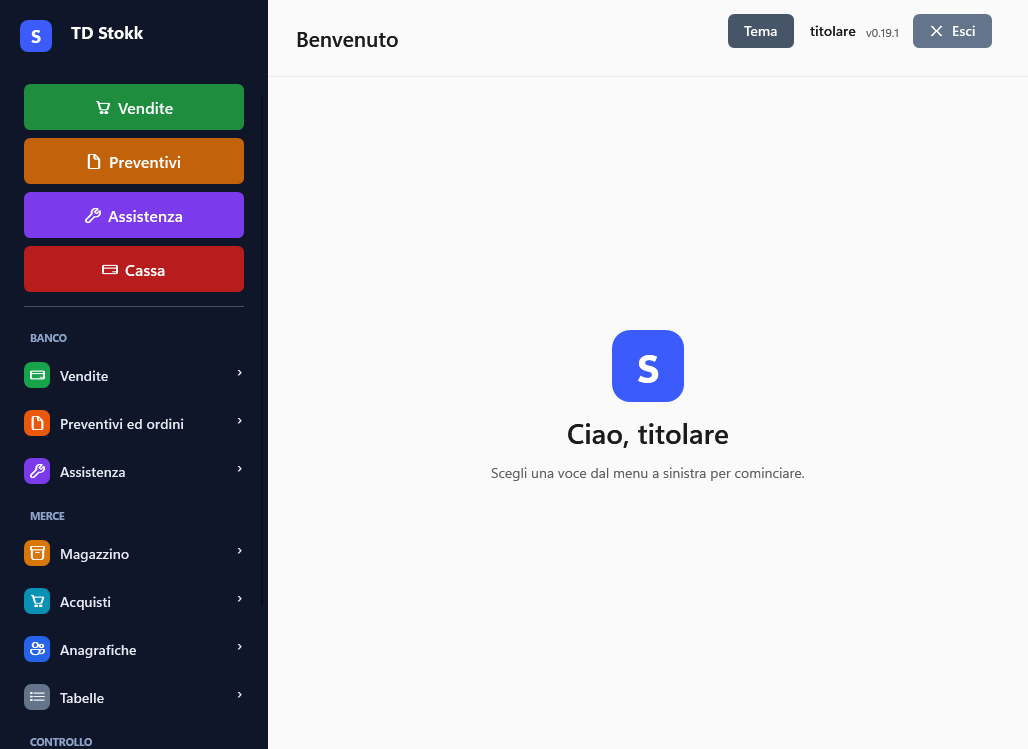 S
TD Stokk
Vendite
Preventivi
Assistenza
Cassa
BANCO
Vendite
Preventivi ed ordini
Assistenza
MERCE
Magazzino
Acquisti
Anagrafiche
Tabelle
CONTROLLO
Benvenuto
Tema
titolare
v0.19.1
Esci
S
Ciao, titolare
Scegli una voce dal menu a sinistra per cominciare.